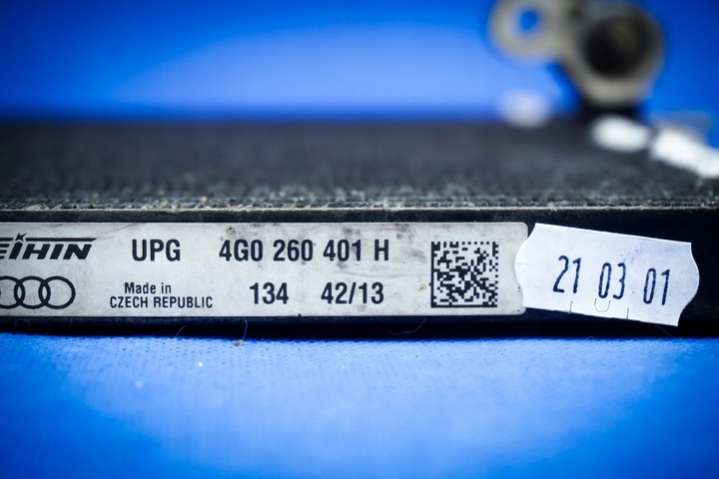 EIHIN UPG 4G0 260 401 H
Made in
CZECH REPUBLIC 134 42/13
21 03 01